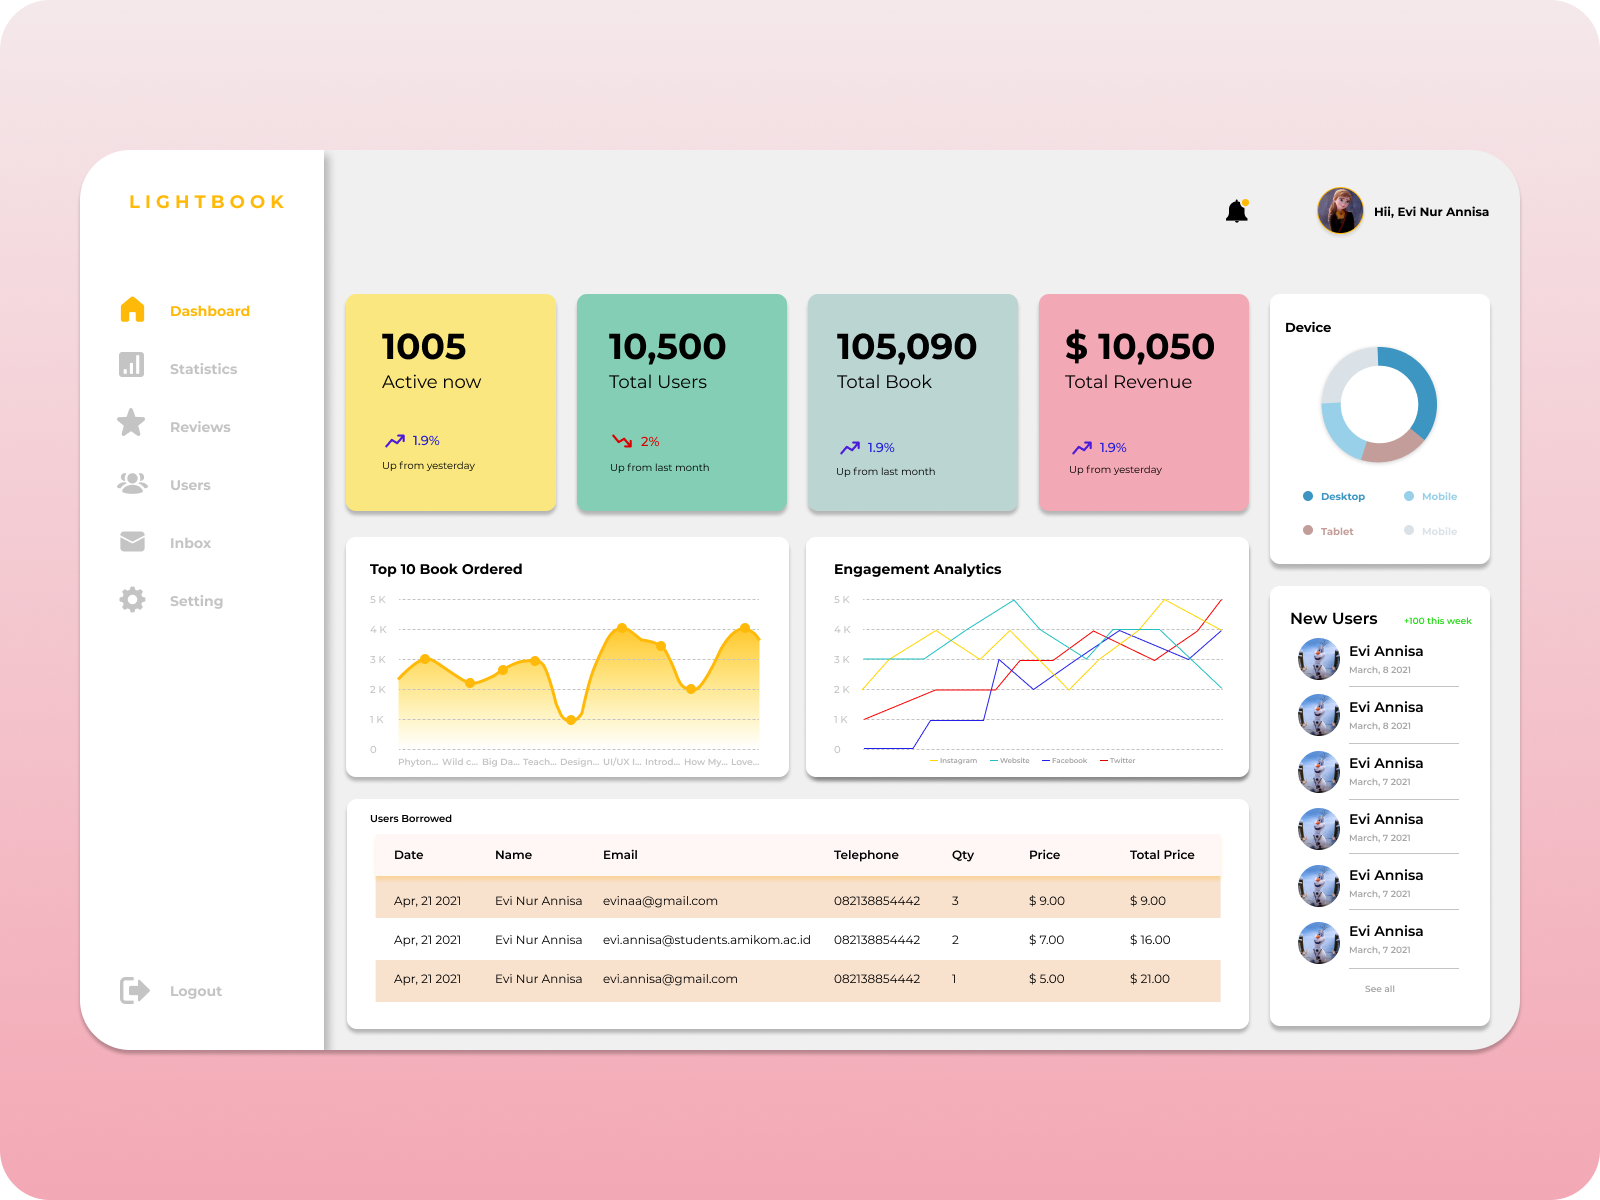 LIGHTBOOK
Hii, Evi Nur Annisa
Dashboard
Statistics
Reviews
Users
Inbox
Setting
Logout
1005
Active now
1.9%
Up from yesterday
10,500
Total Users
2%
Up from last month
105,090
Total Book
1.9%
Up from last month
$ 10,050
Total Revenue
1.9%
Up from yesterday
Device
Desktop
Mobile
Tablet
Mobile
Top 10 Book Ordered
5 K
4 K
3 K
2 K
1 K
0
Phyton... Wild c... Big Da... Teach... Design... UI/UX I... Introd... How My... Love...
Engagement Analytics
5 K
4 K
3 K
2 K
1 K
0
Instagram Website Facebook Twitter
New Users
+100 this week
Evi Annisa
March, 8 2021
Evi Annisa
March, 8 2021
Evi Annisa
March, 7 2021
Evi Annisa
March, 7 2021
Evi Annisa
March, 7 2021
Evi Annisa
March, 7 2021
See all
Users Borrowed
Date Name Email Telephone Qty Price Total Price
Apr, 21 2021 Evi Nur Annisa evinaa@gmail.com 082138854442 3 $ 9.00 $ 9.00
Apr, 21 2021 Evi Nur Annisa evi.annisa@students.amikom.ac.id 082138854442 2 $ 7.00 $ 16.00
Apr, 21 2021 Evi Nur Annisa evi.annisa@gmail.com 082138854442 1 $ 5.00 $ 21.00